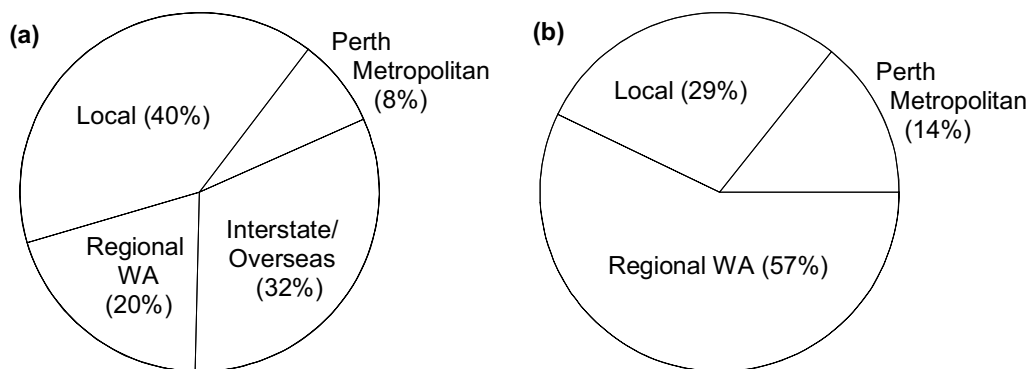 (a)
Perth
Metropolitan
(8%)
Local (40%)
Interstate/
Overseas
(32%)
Regional
WA
(20%)
(b)
Perth
Metropolitan
(14%)
Local (29%)
Regional WA (57%)